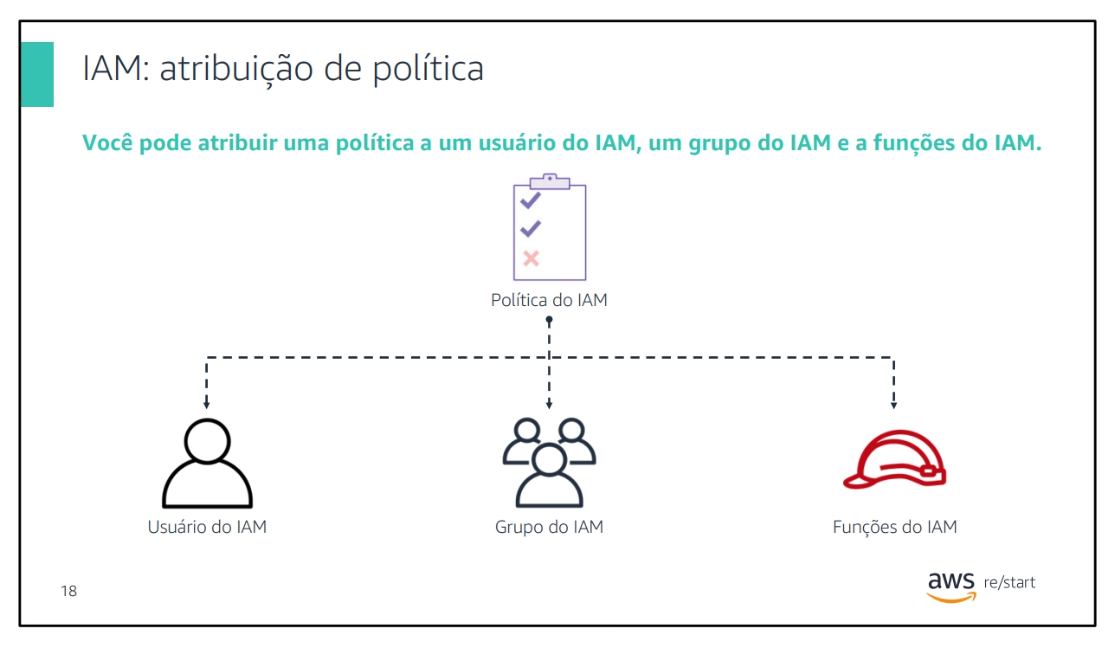 IAM: atribuição de política
Você pode atribuir uma política a um usuário do IAM, um grupo do IAM e a funções do IAM.
Política do IAM
Usuário do IAM
Grupo do IAM
Funções do IAM
18
aws re/start